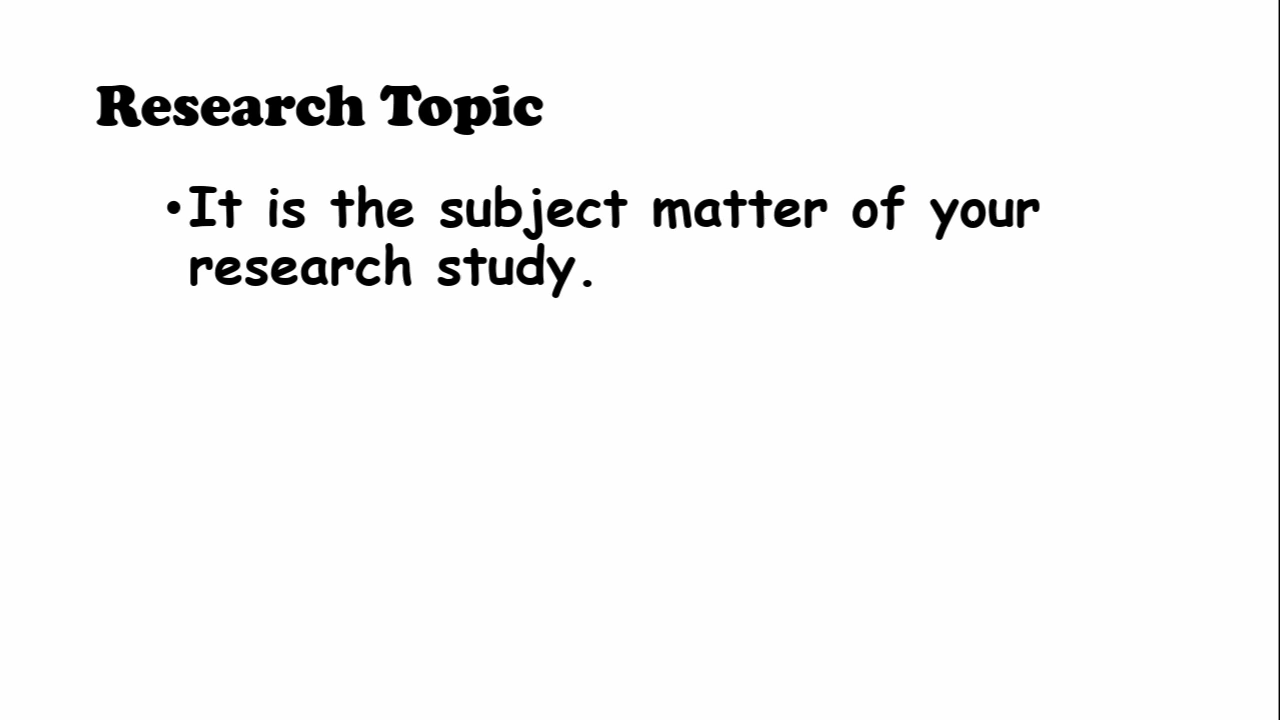 Research Topic
•It is the subject matter of your
research study.